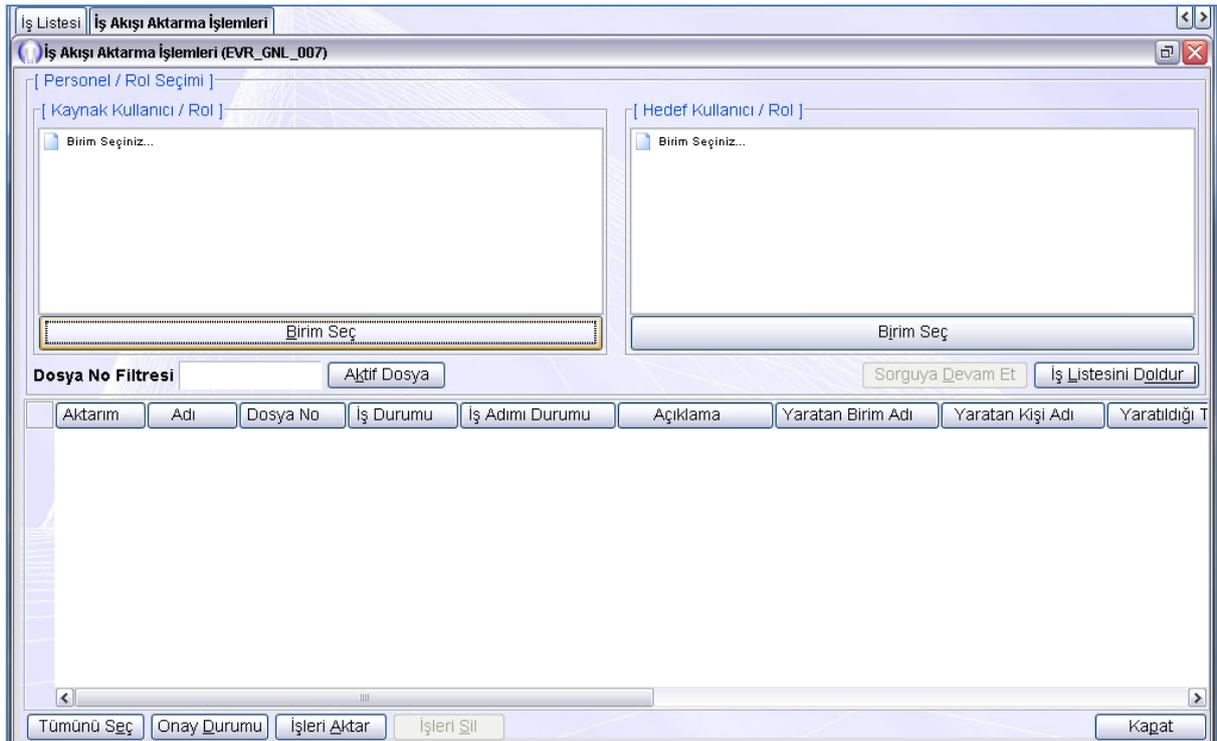 İş Listesi İş Akışı Aktarma İşlemleri
İş Akışı Aktarma İşlemleri (EVR_GNL_007)
[ Personel / Rol Seçimi ]
[ Kaynak Kullanıcı / Rol ] [ Hedef Kullanıcı / Rol ]
Birim Seçiniz... Birim Seçiniz...
Birim Seç Birim Seç
Dosya No Filtresi Aktif Dosya Sorguya Devam Et İş Listesini Doldur
Aktarım Adı Dosya No İş Durumu İş Adımı Durumu Açıklama Yaratan Birim Adı Yaratan Kişi Adı Yaratıldığı T
Tümünü Seç Onay Durumu İşleri Aktar İşleri Sil Kapat